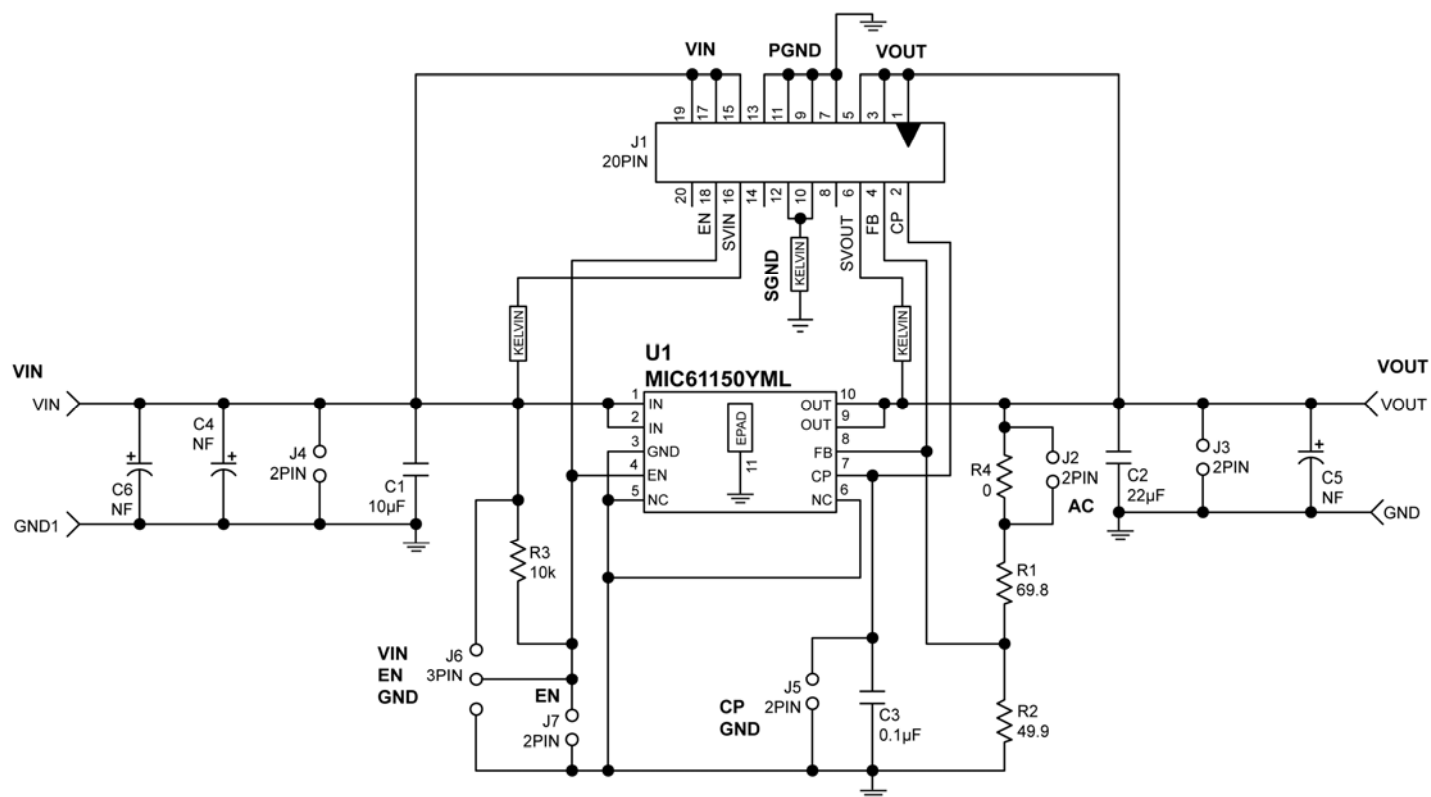 VIN
PGND
VOUT
19
17
15
13
11
9
7
5
3
1
J1
20PIN
20
18
16
14
12
10
8
6
4
2
EN
SVIN
SVOUT
FB
CP
KELVIN
SGND
KELVIN
KELVIN
U1
MIC61150YML
VIN
VIN
GND1
C6
NF
C4
NF
J4
2PIN
C1
10µF
1
IN
2
IN
3
GND
4
EN
5
NC
EPAD
11
OUT
10
OUT
9
FB
8
CP
7
NC
6
VOUT
VOUT
GND
R4
0
J2
2PIN
AC
C2
22µF
J3
2PIN
C5
NF
R3
10k
R1
69.8
R2
49.9
VIN
EN
GND
J6
3PIN
EN
J7
2PIN
CP
GND
J5
2PIN
C3
0.1µF